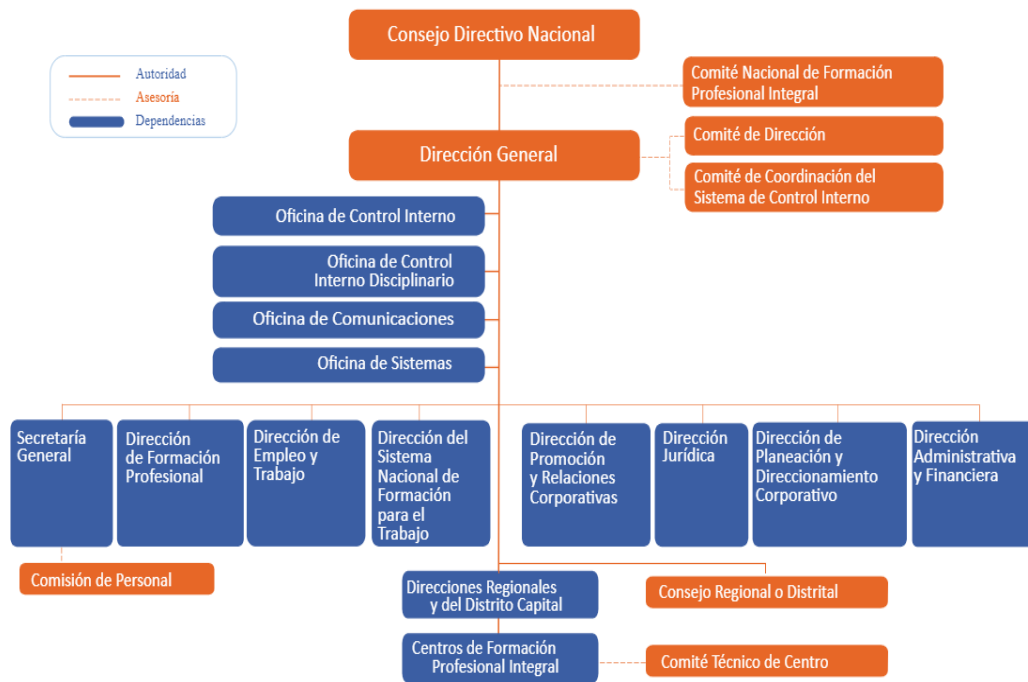 Consejo Directivo Nacional
Autoridad
Asesoría
Dependencias
Comité Nacional de Formación
Profesional Integral
Dirección General
Comité de Dirección
Comité de Coordinación del
Sistema de Control Interno
Oficina de Control Interno
Oficina de Control
Interno Disciplinario
Oficina de Comunicaciones
Oficina de Sistemas
Secretaría
General
Dirección
de Formación
Profesional
Dirección de
Empleo y
Trabajo
Dirección del
Sistema
Nacional de
Formación
para el
Trabajo
Dirección de
Promoción
y Relaciones
Corporativas
Dirección
Jurídica
Dirección de
Planeación y
Direccionamiento
Corporativo
Dirección
Administrativa
y Financiera
Comisión de Personal
Direcciones Regionales
y del Distrito Capital
Consejo Regional o Distrital
Centros de Formación
Profesional Integral
Comité Técnico de Centro